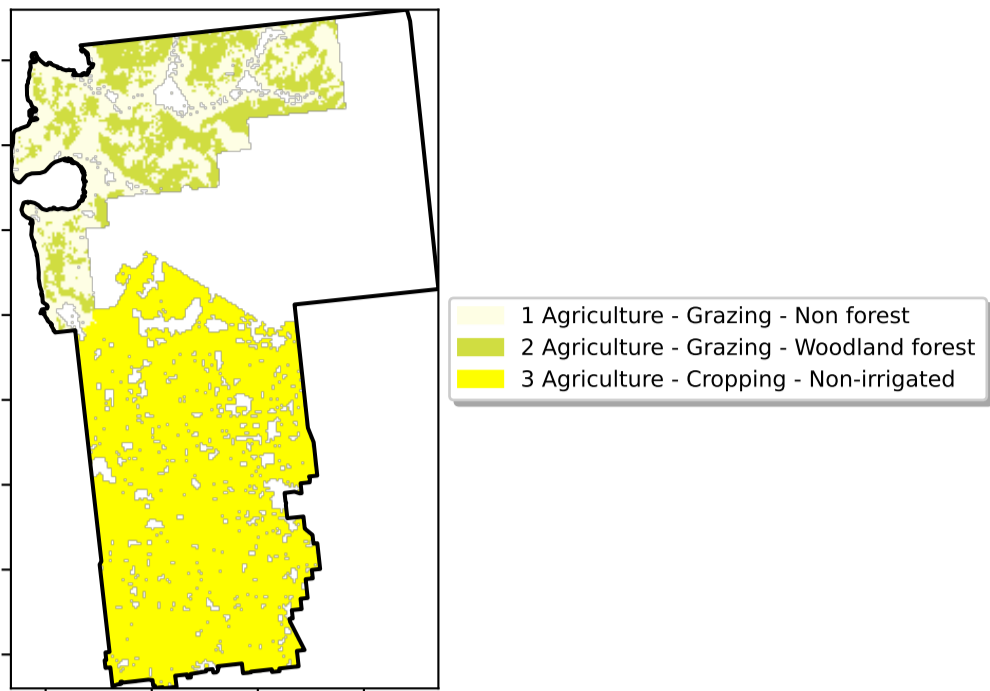 1 Agriculture - Grazing - Non forest
2 Agriculture - Grazing - Woodland forest
3 Agriculture - Cropping - Non-irrigated